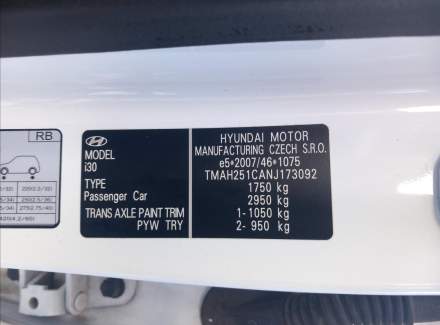 RB
HYUNDAI MOTOR
MANUFACTURING CZECH S.R.O.
e5*2007/46*1075
TMAH251CANJ173092
1750 kg
2950 kg
1-1050 kg
2- 950 kg
MODEL
i30
TYPE
Passenger Car
TRANS AXLE PAINT TRIM
PYW TRY